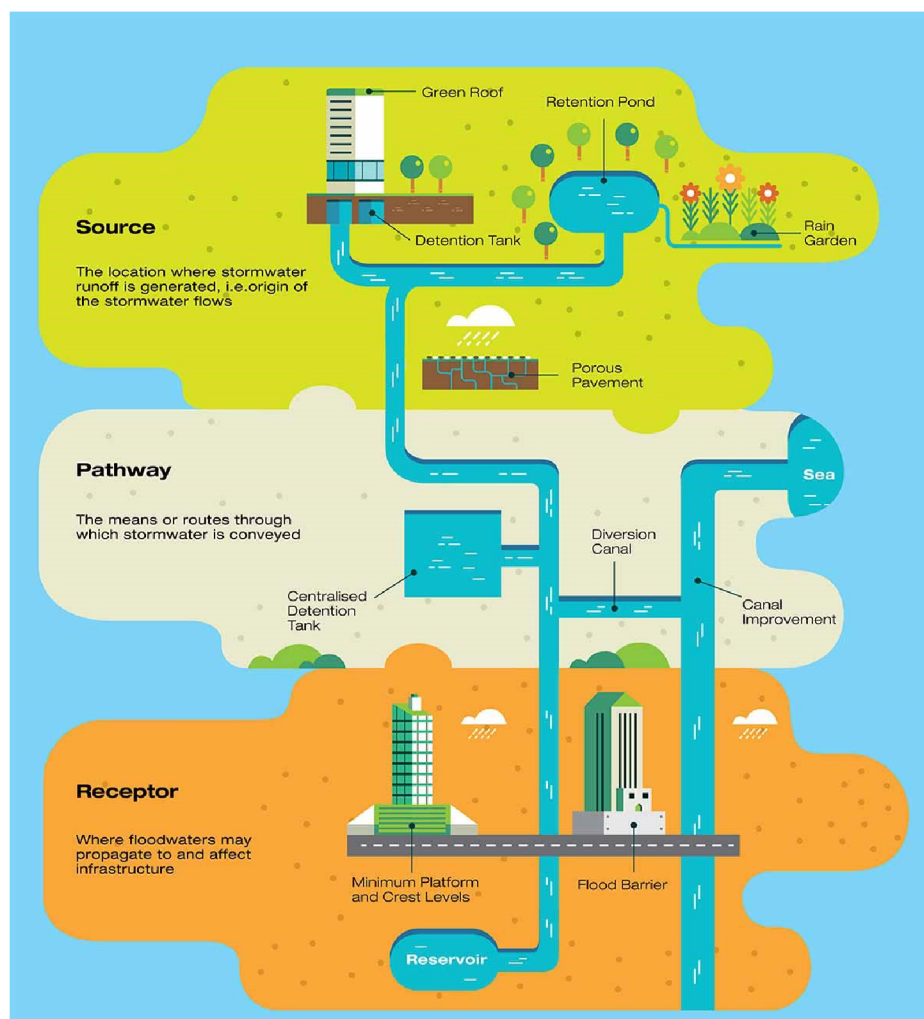 Green Roof
Retention Pond
Source
Detention Tank
Rain
Garden
The location where stormwater
runoff is generated, i.e.origin of
the stormwater flows
Porous
Pavement
Pathway
Sea
The means or routes through
which stormwater is conveyed
Diversion
Canal
Centralised
Detention
Tank
Canal
Improvement
Receptor
Where floodwaters may
propagate to and affect
infrastructure
Minimum Platform
and Crest Levels
Flood Barrier
Reservoir